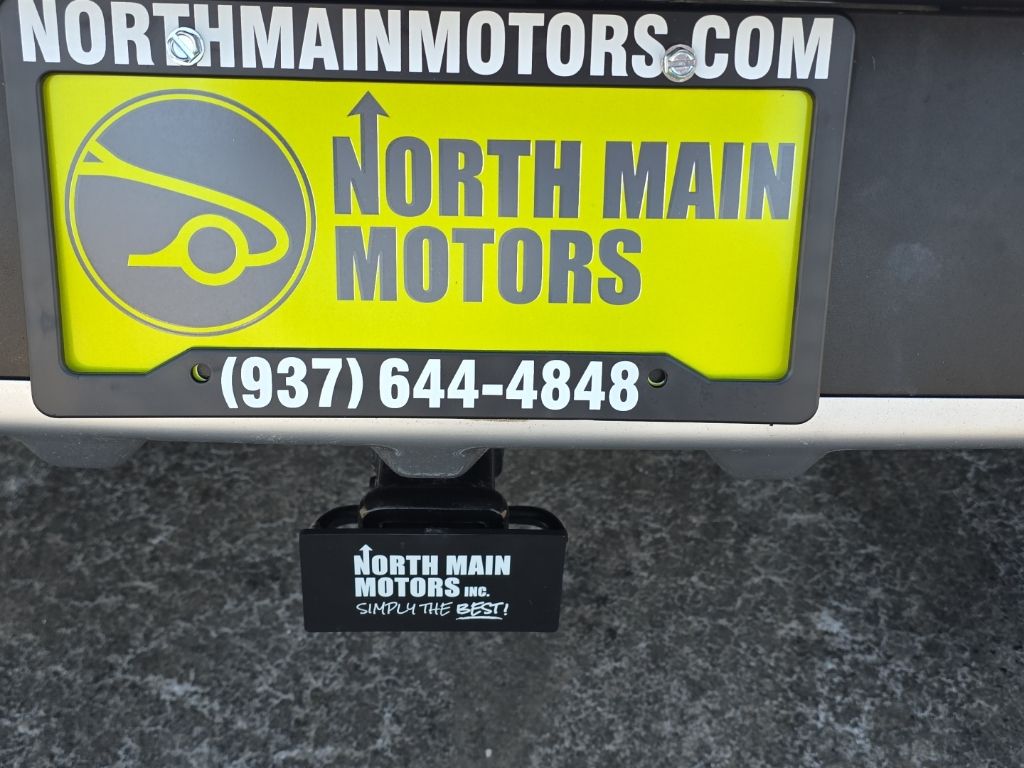 NORTHMAINMOTORS.COM
NORTH MAIN
MOTORS
(937) 644-4848
NORTH MAIN
MOTORS INC.
SIMPLY THE BEST!